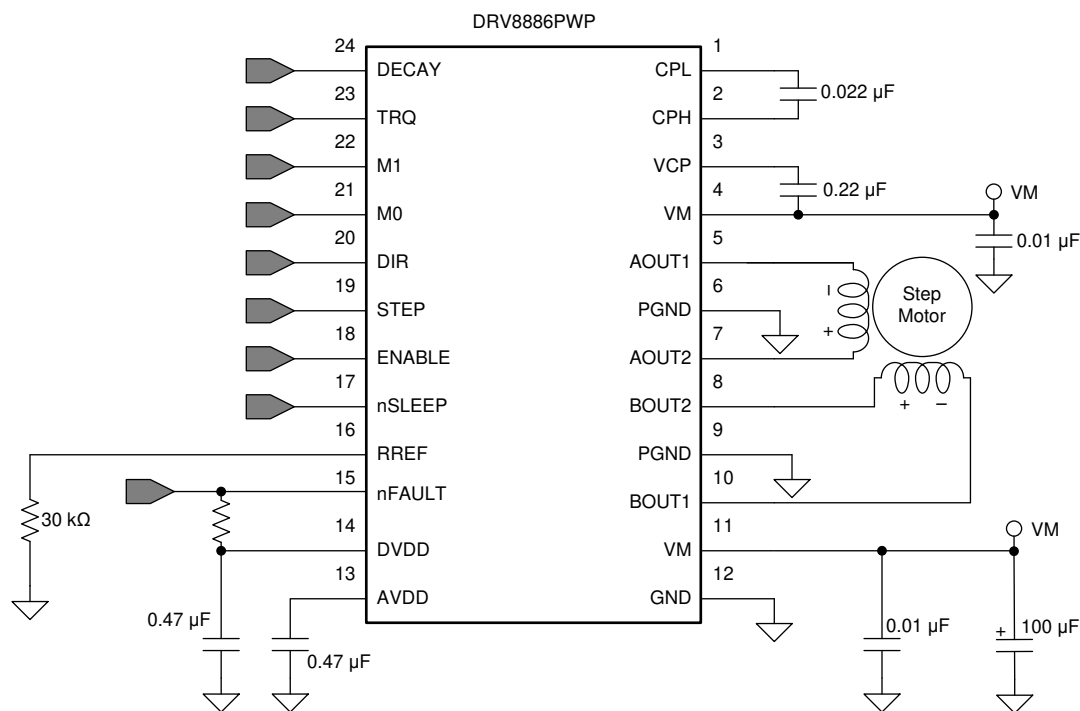 DRV8886PWP
24
DECAY
23
TRQ
22
M1
21
M0
20
DIR
19
STEP
18
ENABLE
17
nSLEEP
16
RREF
15
nFAULT
14
DVDD
13
AVDD
30 kΩ
0.47 µF
0.47 µF
1
CPL
2
CPH
0.022 µF
3
VCP
0.22 µF
4
VM
VM
0.01 µF
5
AOUT1
6
PGND
7
AOUT2
–
+
Step
Motor
8
BOUT2
+ –
9
PGND
10
BOUT1
11
VM
VM
12
GND
0.01 µF
+
100 µF